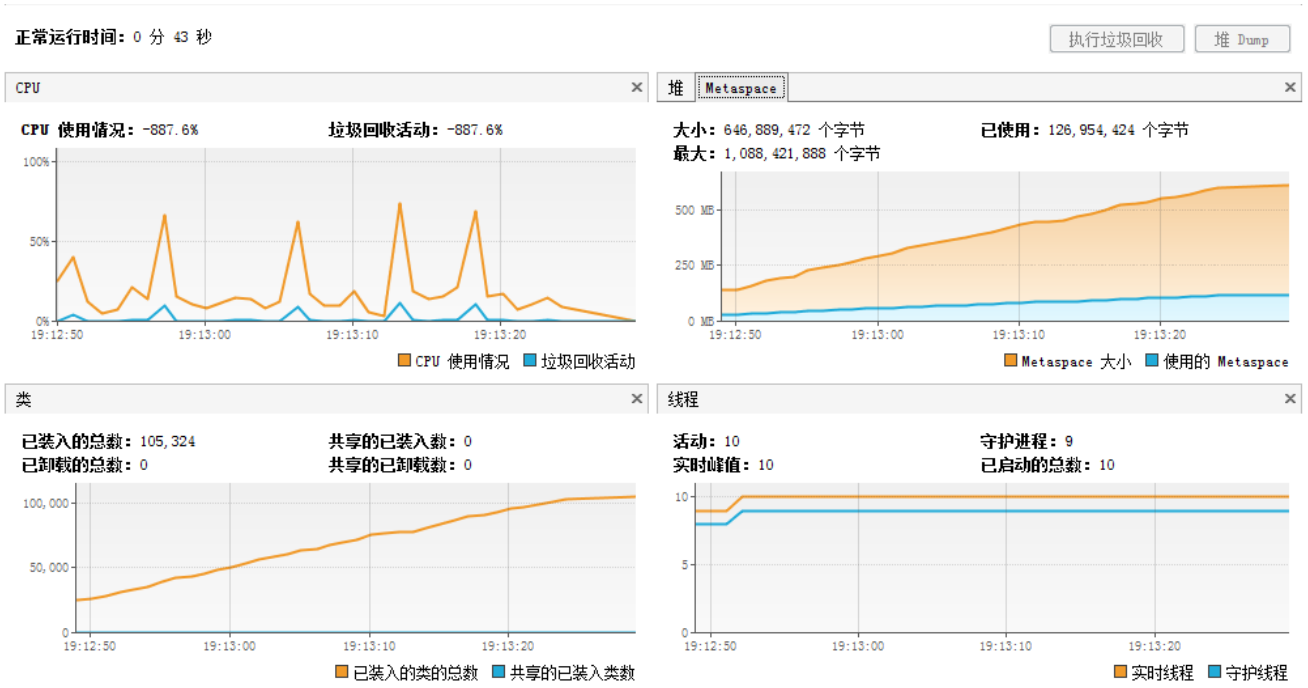 正常运行时间：0 分 43 秒
执行垃圾回收 堆 Dump
CPU
CPU 使用情况：-887.6% 垃圾回收活动：-887.6%
100%
50%
0%
19:12:50 19:13:00 19:13:10 19:13:20
CPU 使用情况 垃圾回收活动
堆 Metaspace
大小：646,889,472 个字节 已使用：126,954,424 个字节
最大：1,088,421,888 个字节
500 MB
250 MB
0 MB
19:12:50 19:13:00 19:13:10 19:13:20
Metaspace 大小 使用的 Metaspace
类
已装入的总数：105,324 共享的已装入数：0
已卸载的总数：0 共享的已卸载数：0
100,000
50,000
0
19:12:50 19:13:00 19:13:10 19:13:20
已装入的类的总数 共享的已装入类数
线程
活动：10 守护进程：9
实时峰值：10 已启动的总数：10
10
5
0
19:12:50 19:13:00 19:13:10 19:13:20
实时线程 守护线程